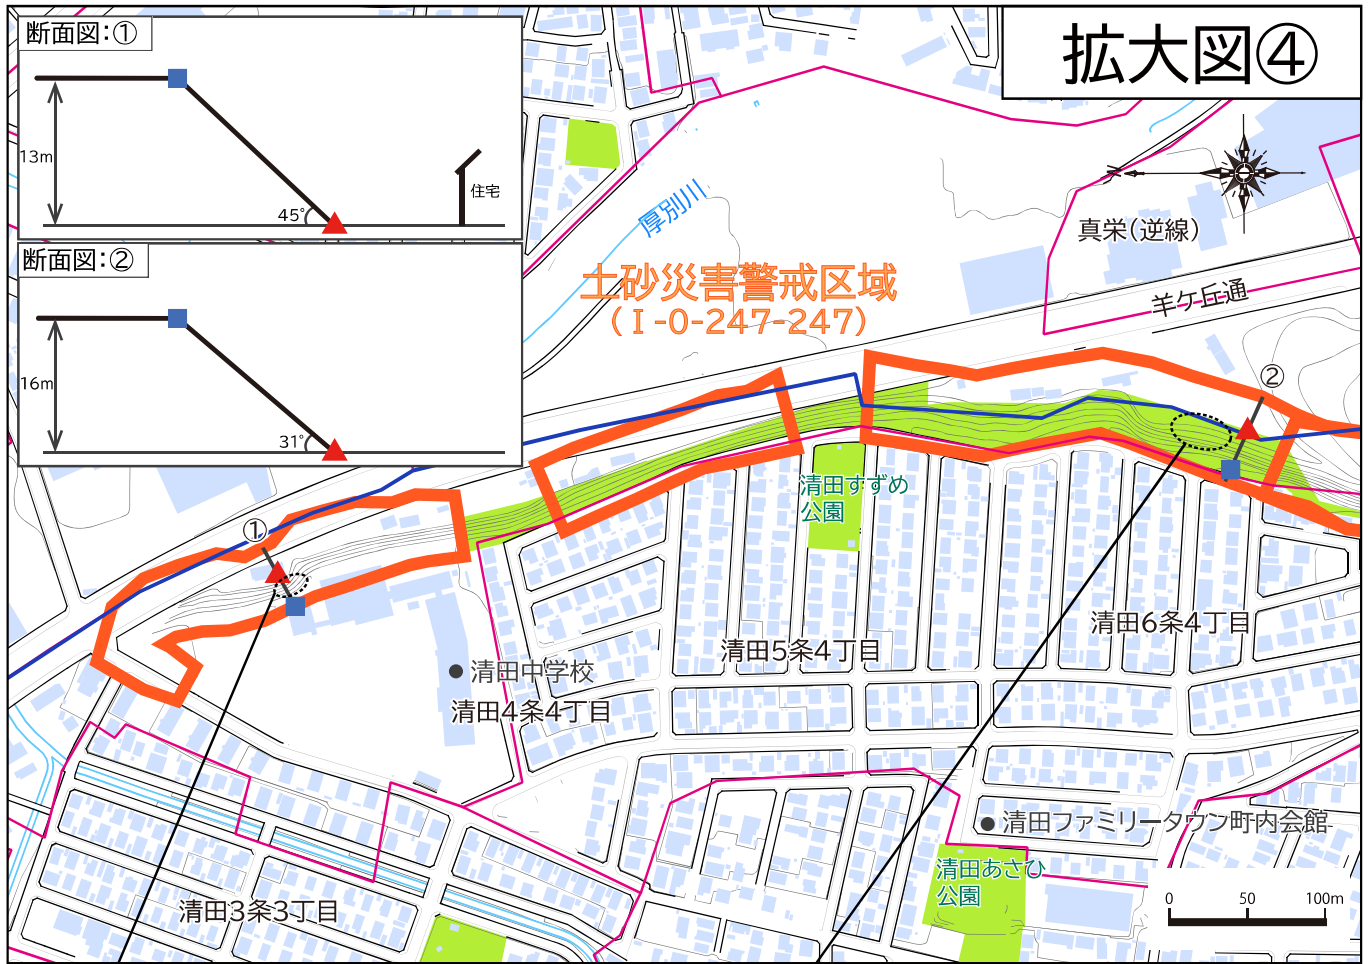 断面図：①
13m
45°
住宅
断面図：②
16m
31°
拡大図④
厚別川
土砂災害警戒区域
（Ⅰ-0-247-247）
N
真栄（逆線）
羊ケ丘通
②
①
清田すずめ
公園
清田5条4丁目
清田6条4丁目
清田中学校
清田4条4丁目
清田ファミリータウン町内会館
清田あさひ
公園
清田3条3丁目
0 50 100m